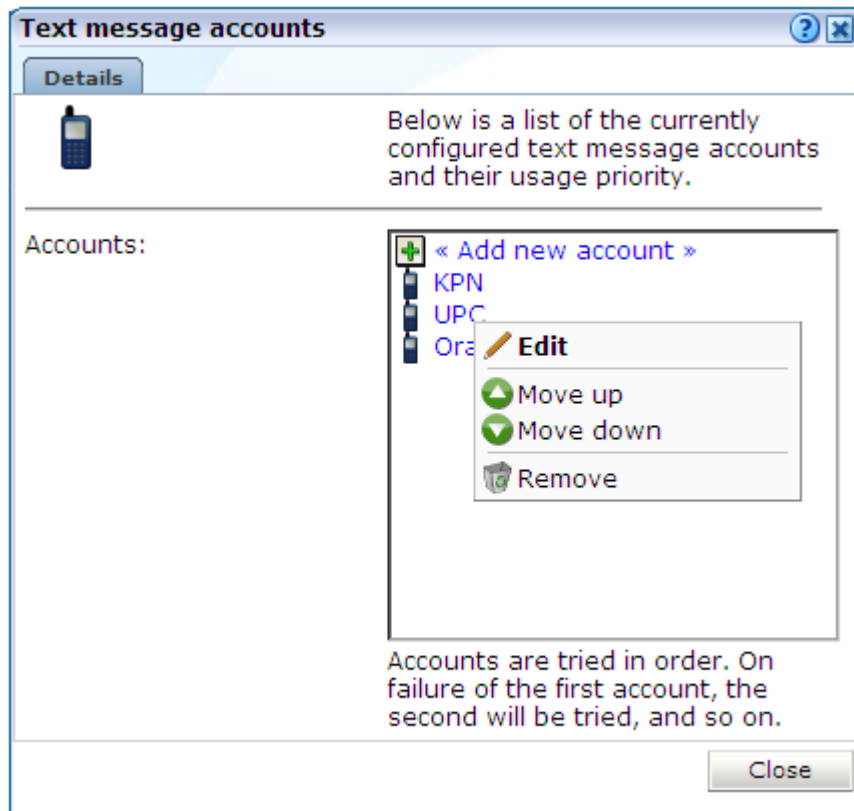 Text message accounts
Details
Below is a list of the currently
configured text message accounts
and their usage priority.
Accounts:
« Add new account »
KPN
UPC
Edit
Move up
Move down
Remove
Accounts are tried in order. On
failure of the first account, the
second will be tried, and so on.
Close